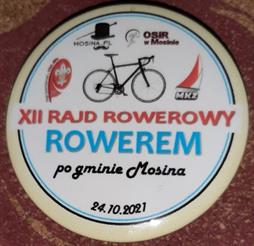 MOSINA.PL
OSiR
w Mosinie
MKŻ
XII RAJD ROWEROWY
ROWEREM
po gminie Mosina
24.10.2021